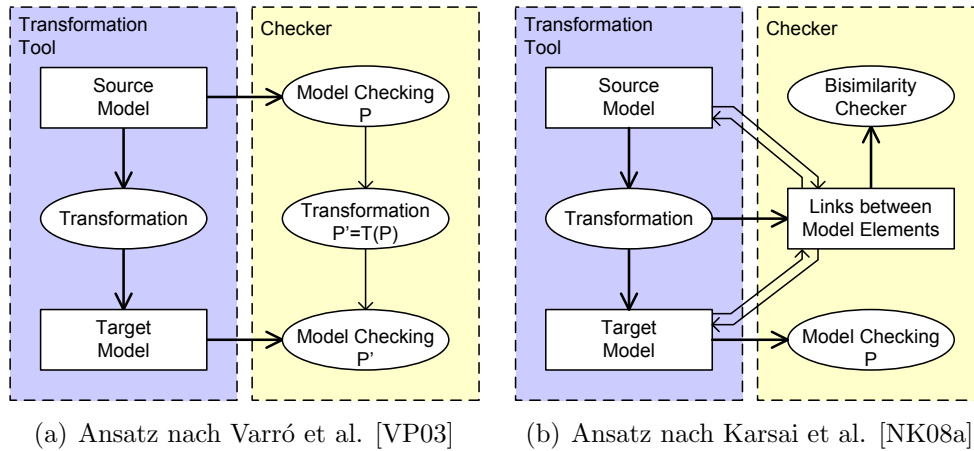 Transformation
Tool
Checker
Source
Model
Model Checking
P
Transformation
Transformation
P'=T(P)
Target
Model
Model Checking
P'
(a) Ansatz nach Varró et al. [VP03]
Transformation
Tool
Checker
Source
Model
Bisimilarity
Checker
Transformation
Links between
Model Elements
Target
Model
Model Checking
P
(b) Ansatz nach Karsai et al. [NK08a]